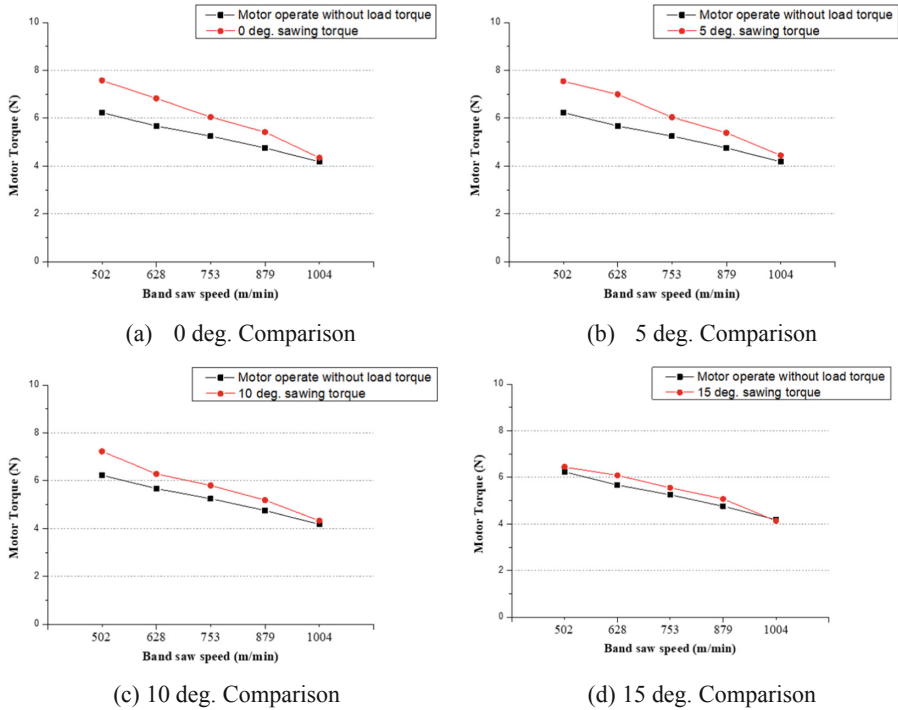 Motor operate without load torque
0 deg. sawing torque
10
8
6
4
2
0
Motor Torque (N)
502 628 753 879 1004
Band saw speed (m/min)
(a) 0 deg. Comparison
Motor operate without load torque
5 deg. sawing torque
10
8
6
4
2
0
Motor Torque (N)
502 628 753 879 1004
Band saw speed (m/min)
(b) 5 deg. Comparison
Motor operate without load torque
10 deg. sawing torque
10
8
6
4
2
0
Motor Torque (N)
502 628 753 879 1004
Band saw speed (m/min)
(c) 10 deg. Comparison
Motor operate without load torque
15 deg. sawing torque
10
8
6
4
2
0
Motor Torque (N)
502 628 753 879 1004
Band saw speed (m/min)
(d) 15 deg. Comparison